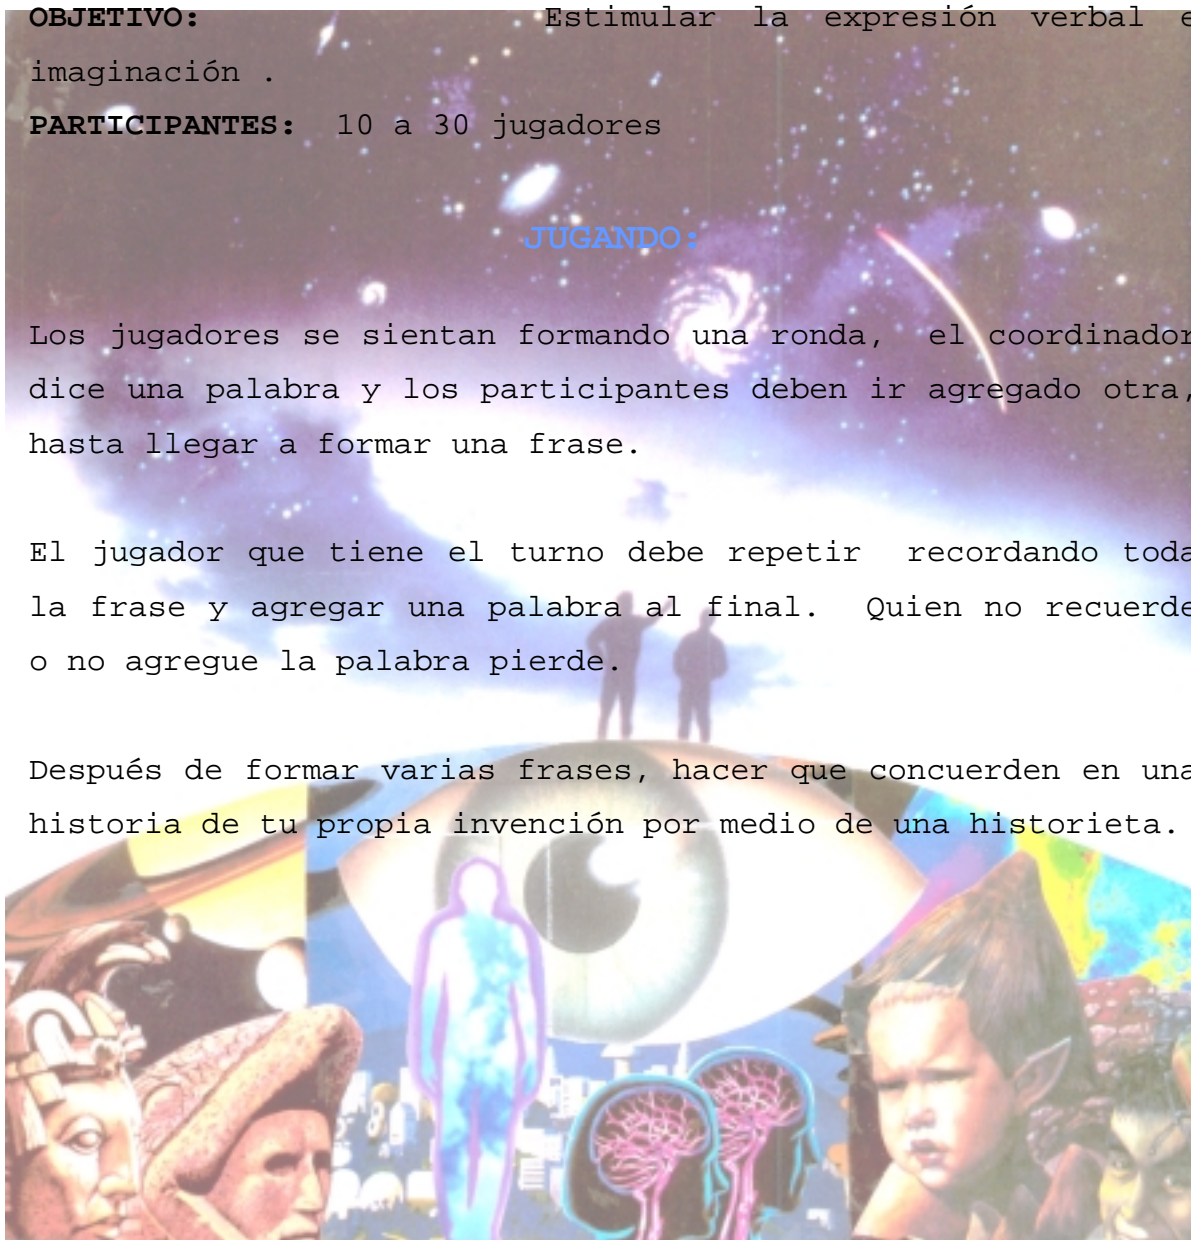 OBJETIVO: Estimular la expresión verbal e
imaginación .
PARTICIPANTES: 10 a 30 jugadores
JUGANDO:
Los jugadores se sientan formando una ronda, el coordinador
dice una palabra y los participantes deben ir agregado otra,
hasta llegar a formar una frase.
El jugador que tiene el turno debe repetir recordando toda
la frase y agregar una palabra al final. Quien no recuerde
o no agregue la palabra pierde.
Después de formar varias frases, hacer que concuerden en una
historia de tu propia invención por medio de una historieta.